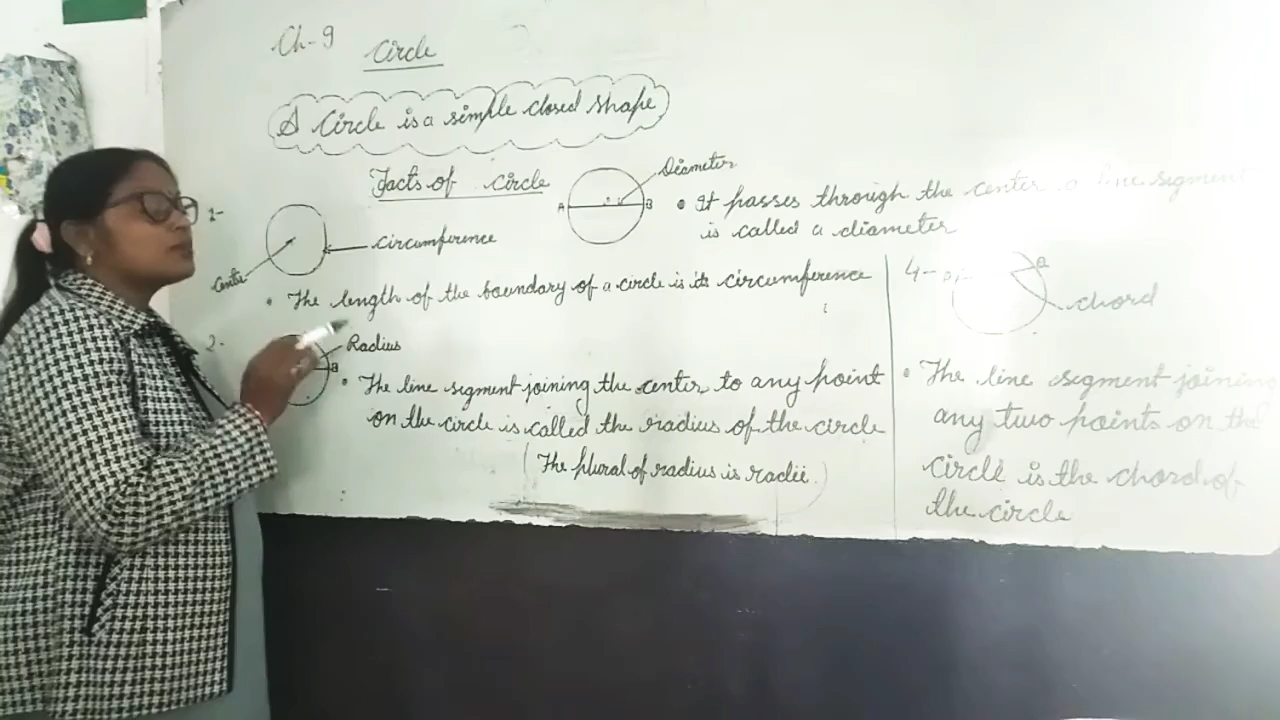 Ch-9
Circle
A Circle is a simple closed shape
Facts of Circle
Diameter
A B
• It passes through the center a line sigment
is called a diameter
1-
circumference
Centre
• The length of the boundary of a circle is its circumference
2-
Radius
B
• The line sigment joining the center to any point
on the circle is called the radius of the circle
(The plural of radius is radii.)
4-
chord
• The line segment joining
any two points on the
circle is the chord of
the circle